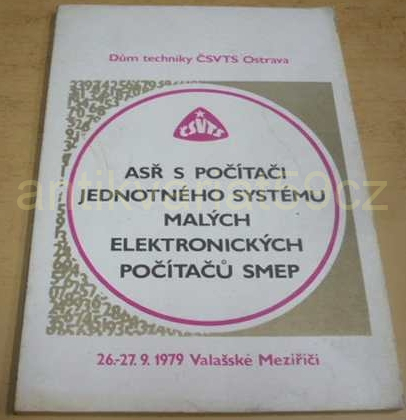 Dům techniky ČSVTS Ostrava
ČSVTS
ASŘ S POČÍTAČI
JEDNOTNÉHO SYSTÉMU
MALÝCH
ELEKTRONICKÝCH
POČÍTAČŮ SMEP
26.-27. 9. 1979 Valašské Meziříčí